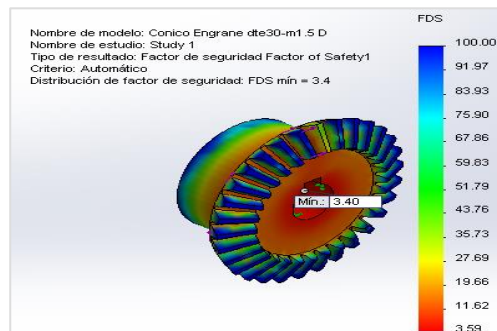 Nombre de modelo: Conico Engrane dte30-m1.5 D
Nombre de estudio: Study 1
Tipo de resultado: Factor de seguridad Factor of Safety1
Criterio: Automático
Distribución de factor de seguridad: FDS mín = 3.4
FDS
100.00
91.97
83.93
75.90
67.86
59.83
51.79
43.76
35.73
27.69
19.66
11.62
3.59
Mín.: 3.40